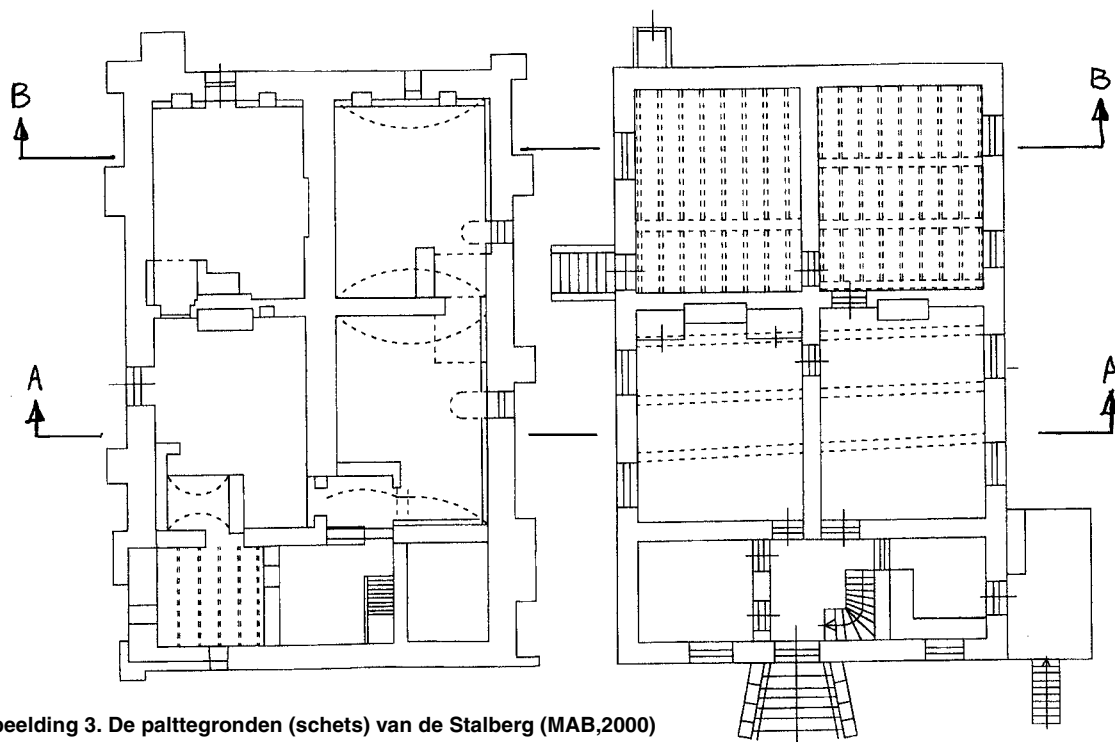 B
B
A
A
beelding 3. De palttegronden (schets) van de Stalberg (MAB,2000)